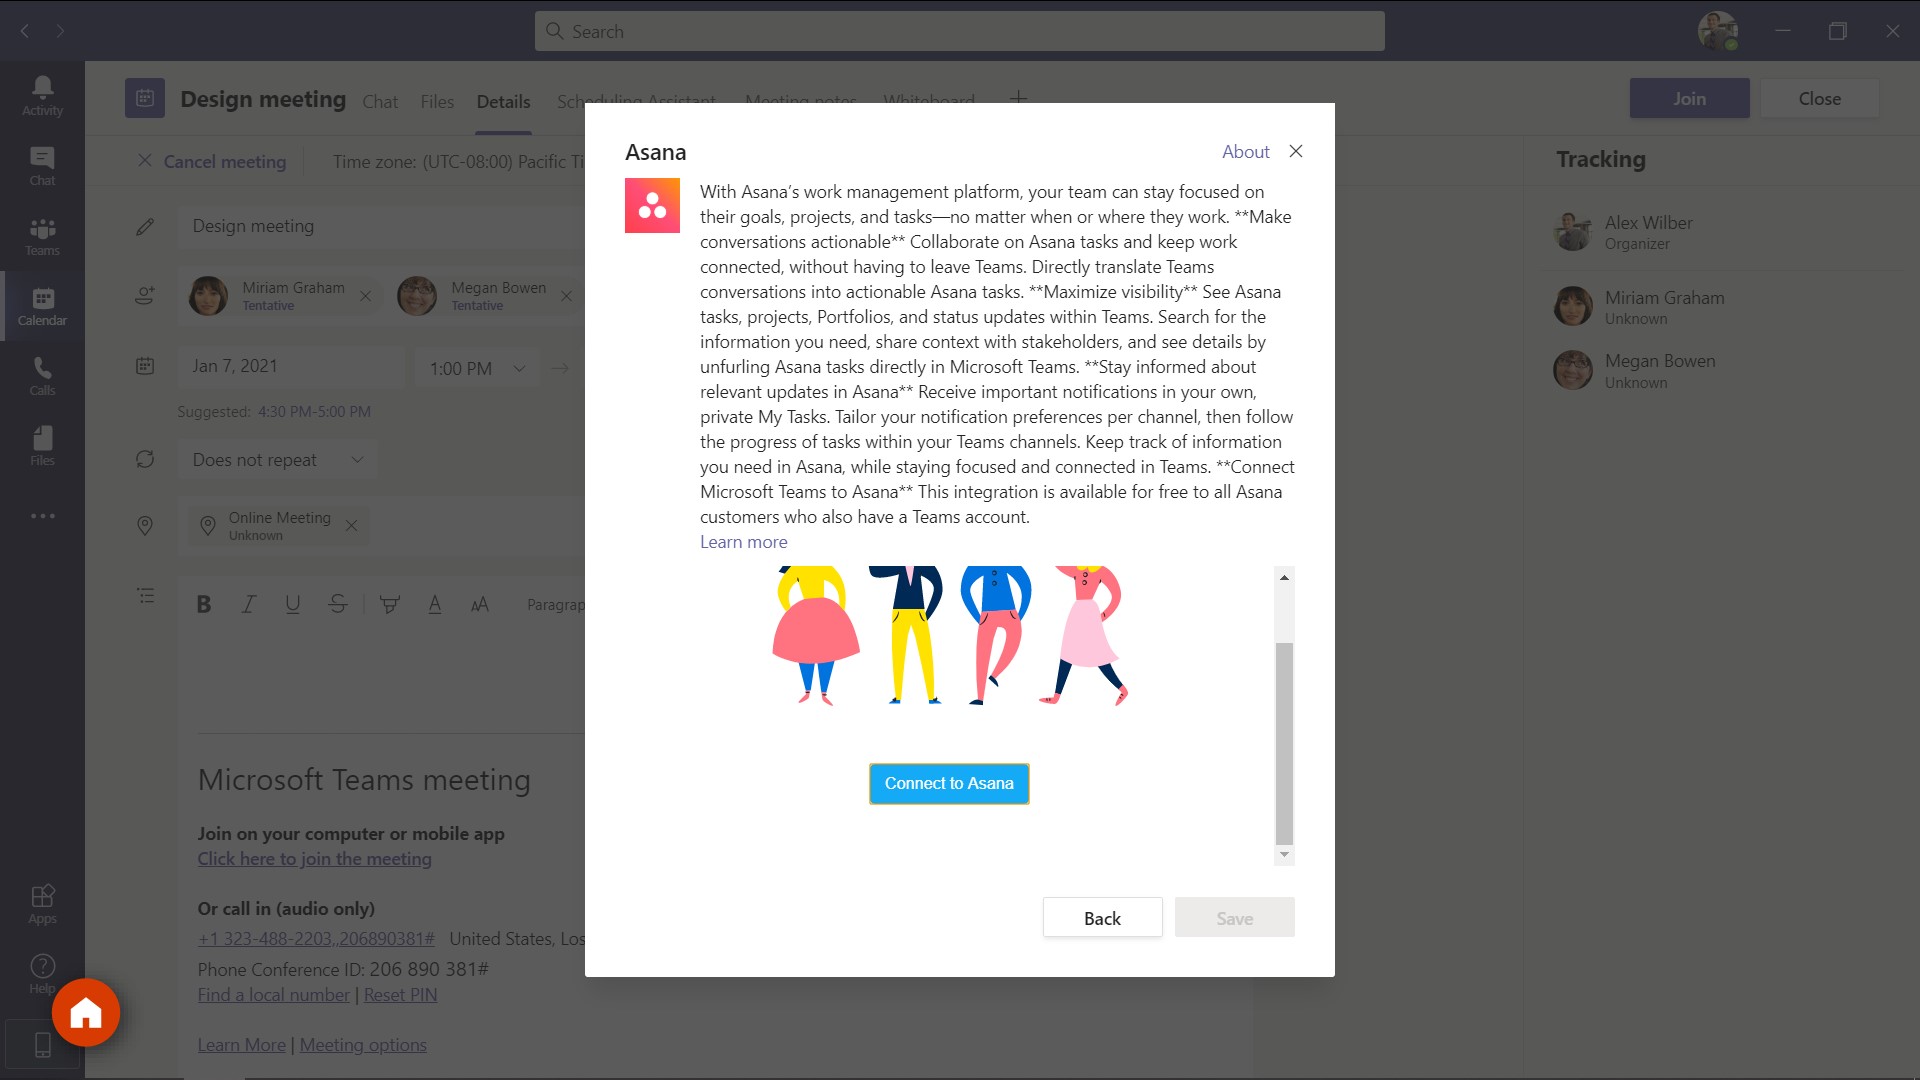 Search
Activity
Chat
Teams
Calendar
Calls
Files
Apps
Help
Design meeting
Chat
Files
Details
Scheduling Assistant
Meeting notes
Whiteboard
Join
Close
Cancel meeting
Time zone: (UTC-08:00) Pacific Ti
Design meeting
Miriam Graham
Tentative
Megan Bowen
Tentative
Jan 7, 2021
1:00 PM
Suggested: 4:30 PM-5:00 PM
Does not repeat
Online Meeting
Unknown
B I U S A AA Paragrap
Microsoft Teams meeting
Join on your computer or mobile app
Click here to join the meeting
Or call in (audio only)
+1 323-488-2203,,206890381# United States, Los
Phone Conference ID: 206 890 381#
Find a local number | Reset PIN
Learn More | Meeting options
Asana
About
With Asana’s work management platform, your team can stay focused on
their goals, projects, and tasks—no matter when or where they work. **Make
conversations actionable** Collaborate on Asana tasks and keep work
connected, without having to leave Teams. Directly translate Teams
conversations into actionable Asana tasks. **Maximize visibility** See Asana
tasks, projects, Portfolios, and status updates within Teams. Search for the
information you need, share context with stakeholders, and see details by
unfurling Asana tasks directly in Microsoft Teams. **Stay informed about
relevant updates in Asana** Receive important notifications in your own,
private My Tasks. Tailor your notification preferences per channel, then follow
the progress of tasks within your Teams channels. Keep track of information
you need in Asana, while staying focused and connected in Teams. **Connect
Microsoft Teams to Asana** This integration is available for free to all Asana
customers who also have a Teams account.
Learn more
Connect to Asana
Back
Save
Tracking
Alex Wilber
Organizer
Miriam Graham
Unknown
Megan Bowen
Unknown